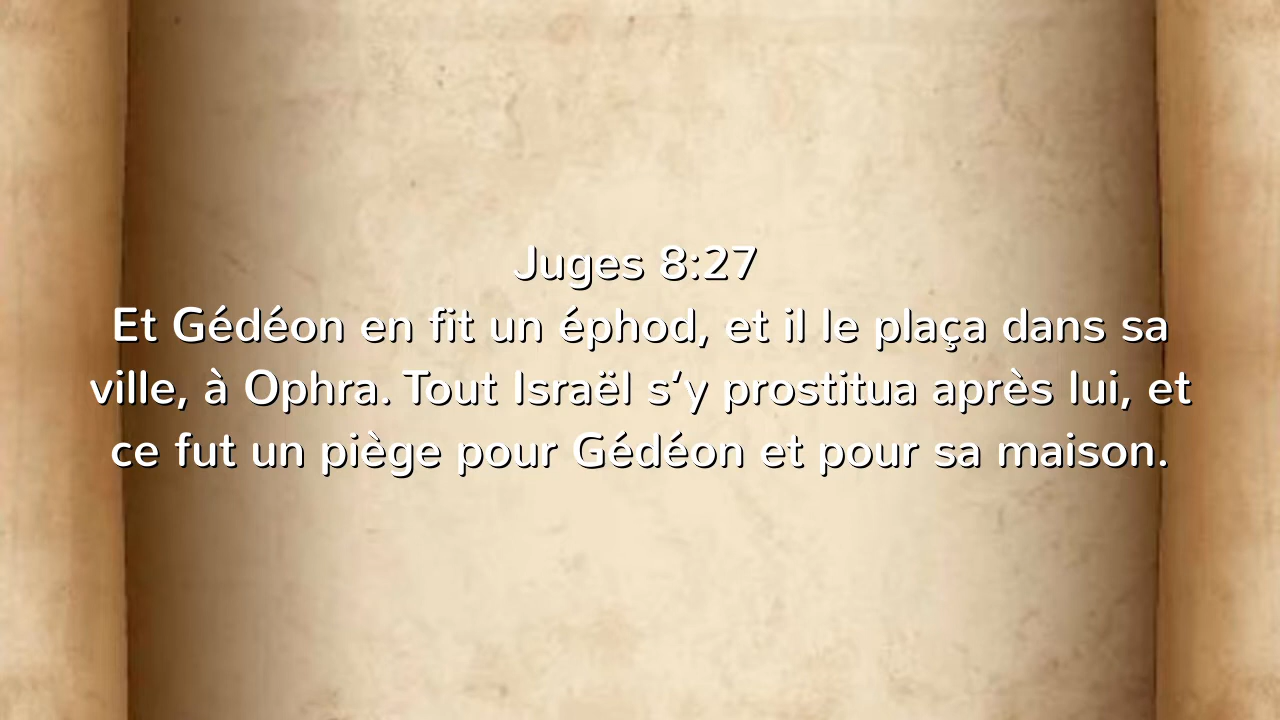 Juges 8:27
Et Gédéon en fit un éphod, et il le plaça dans sa
ville, à Ophra. Tout Israël s’y prostitua après lui, et
ce fut un piège pour Gédéon et pour sa maison.